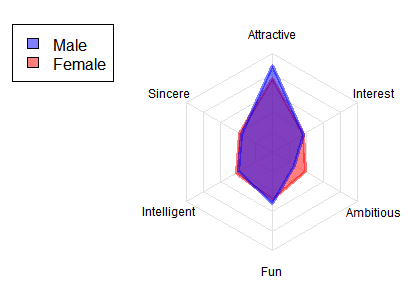 Male
Female
Attractive
Sincere
Interest
Intelligent
Ambitious
Fun